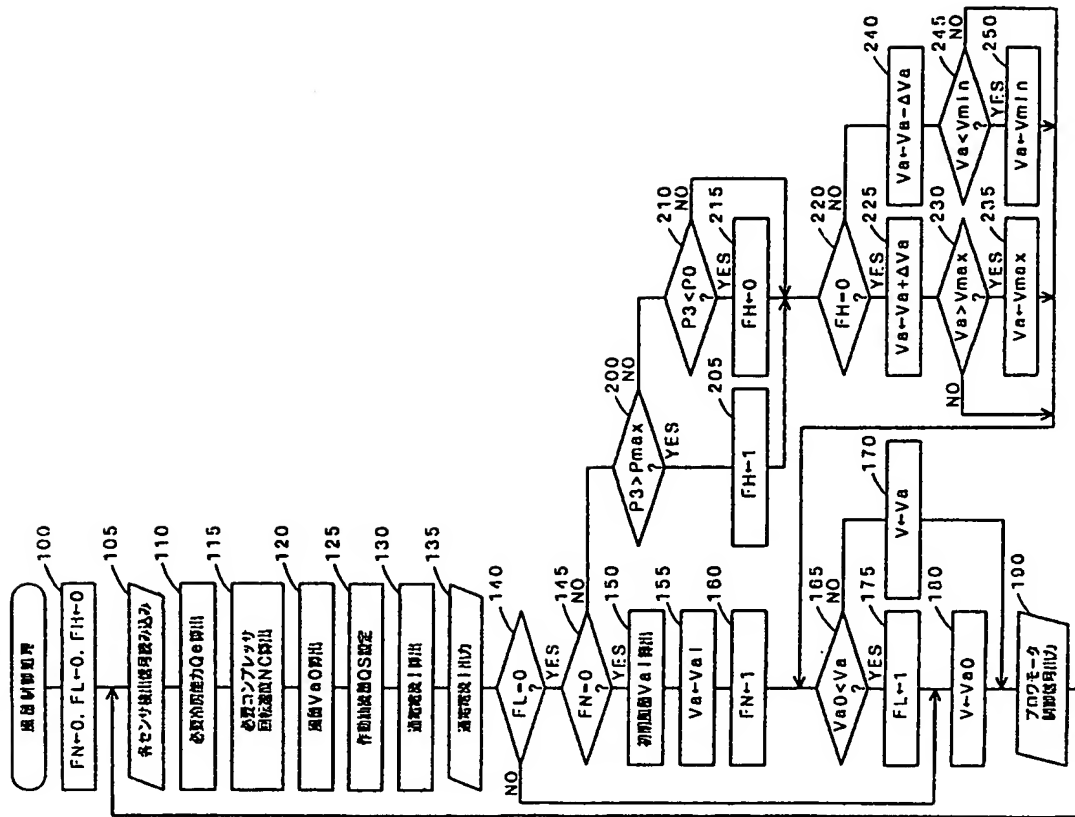 風量制御処理
100
FN←0, FL←0, FH←0
105
各センサ検出信号読み込み
110
必要冷房能力Qe算出
115
必要コンプレッサ
回転速度NC算出
120
風量Va0算出
125
作動油流量QS設定
130
通電電流I算出
135
通電電流I出力
140
FL=0
?
NO
YES
145
FN=0
?
NO
YES
150
初期風量VaI算出
155
Va←VaI
160
FN←1
165
Va0<Va
?
NO
YES
170
V←Va
175
FL←1
180
V←Va0
190
ブロワモータ
制御信号出力
200
P3>Pmax
?
NO
YES
205
FH←1
210
P3<P0
?
NO
YES
215
FH←0
220
FH=0
?
NO
YES
225
Va←Va+ΔVa
230
Va>Vmax
?
NO
YES
235
Va←Vmax
240
Va←Va-ΔVa
245
Va<Vmin
?
NO
YES
250
Va←Vmin